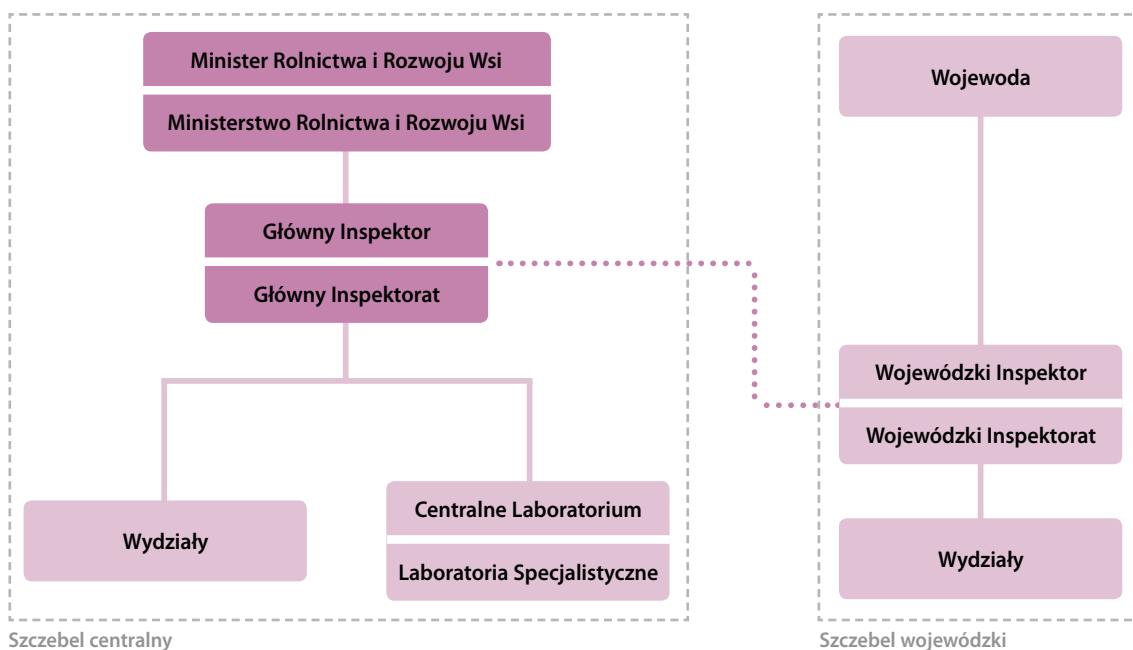 Minister Rolnictwa i Rozwoju Wsi
Ministerstwo Rolnictwa i Rozwoju Wsi
Główny Inspektor
Główny Inspektorat
Wydziały
Centralne Laboratorium
Laboratoria Specjalistyczne
Szczebel centralny
Wojewoda
Wojewódzki Inspektor
Wojewódzki Inspektorat
Wydziały
Szczebel wojewódzki